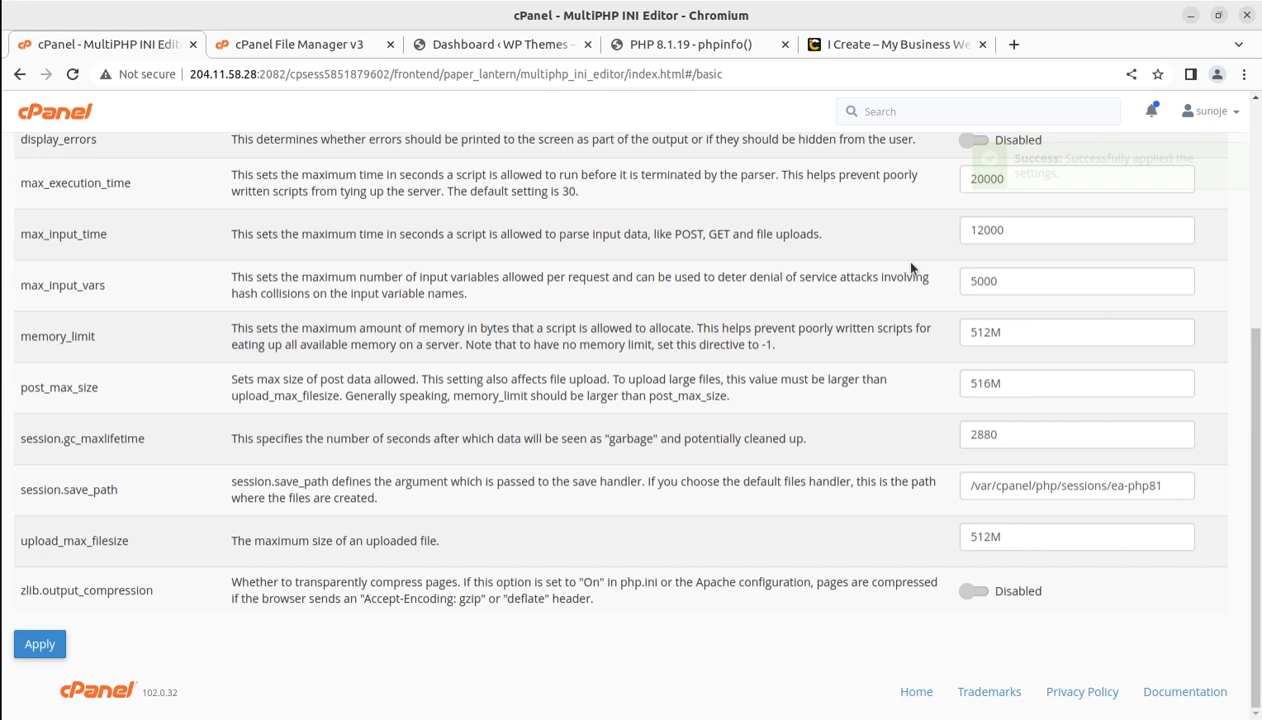 cPanel - MultiPHP INI Editor - Chromium
cPanel - MultiPHP INI Edit
cPanel File Manager v3
Dashboard ‹ WP Themes –
PHP 8.1.19 - phpinfo()
I Create – My Business We
Not secure
204.11.58.28:2082/cpsess5851879602/frontend/paper_lantern/multiphp_ini_editor/index.html#/basic
cPanel
Search
sunoje
display_errors
This determines whether errors should be printed to the screen as part of the output or if they should be hidden from the user.
Disabled
Success: Successfully applied the
settings.
max_execution_time
This sets the maximum time in seconds a script is allowed to run before it is terminated by the parser. This helps prevent poorly
written scripts from tying up the server. The default setting is 30.
20000
max_input_time
This sets the maximum time in seconds a script is allowed to parse input data, like POST, GET and file uploads.
12000
max_input_vars
This sets the maximum number of input variables allowed per request and can be used to deter denial of service attacks involving
hash collisions on the input variable names.
5000
memory_limit
This sets the maximum amount of memory in bytes that a script is allowed to allocate. This helps prevent poorly written scripts for
eating up all available memory on a server. Note that to have no memory limit, set this directive to -1.
512M
post_max_size
Sets max size of post data allowed. This setting also affects file upload. To upload large files, this value must be larger than
upload_max_filesize. Generally speaking, memory_limit should be larger than post_max_size.
516M
session.gc_maxlifetime
This specifies the number of seconds after which data will be seen as "garbage" and potentially cleaned up.
2880
session.save_path
session.save_path defines the argument which is passed to the save handler. If you choose the default files handler, this is the path
where the files are created.
/var/cpanel/php/sessions/ea-php81
upload_max_filesize
The maximum size of an uploaded file.
512M
zlib.output_compression
Whether to transparently compress pages. If this option is set to "On" in php.ini or the Apache configuration, pages are compressed
if the browser sends an "Accept-Encoding: gzip" or "deflate" header.
Disabled
Apply
cPanel
102.0.32
Home
Trademarks
Privacy Policy
Documentation